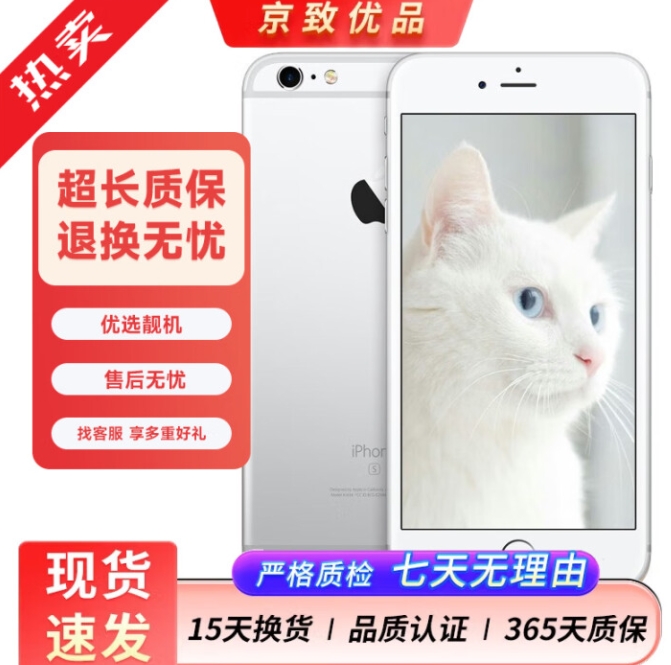 热卖
京致优品
超长质保
退换无忧
优选靓机
售后无忧
找客服 享多重好礼
iPhon
S
现货
速发
严格质检 七天无理由
15天换货 | 品质认证 | 365天质保